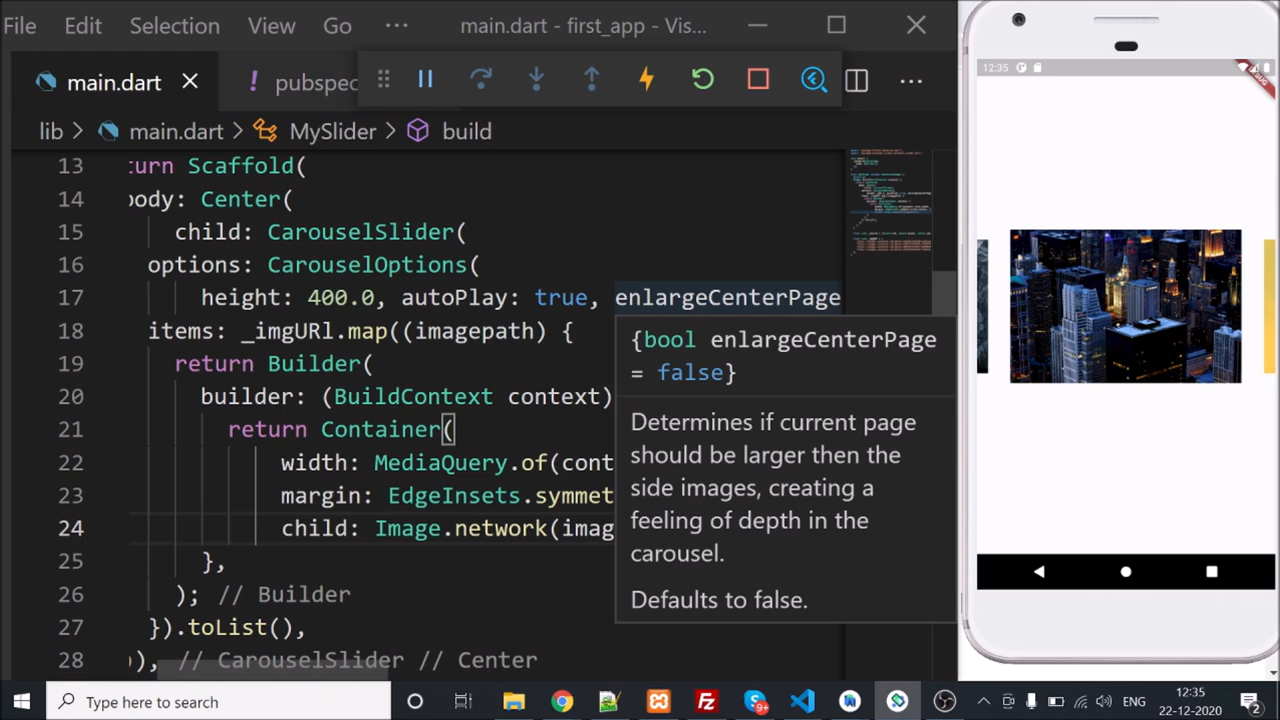 File Edit Selection View Go ··· main.dart - first_app - Vis...
main.dart pubspec
lib > main.dart > MySlider > build
13 urn Scaffold(
14 body: Center(
15 child: CarouselSlider(
16 options: CarouselOptions(
17 height: 400.0, autoPlay: true, enlargeCenterPage
18 items: _imgURl.map((imagepath) {
19 return Builder(
20 builder: (BuildContext context)
21 return Container(
22 width: MediaQuery.of(cont
23 margin: EdgeInsets.symmet
24 child: Image.network(imag
25 },
26 ); // Builder
27 }).toList(),
28 ), // CarouselSlider // Center
{bool enlargeCenterPage
= false}
Determines if current page
should be larger then the
side images, creating a
feeling of depth in the
carousel.
Defaults to false.
12:35
Type here to search
ENG
12:35
22-12-2020